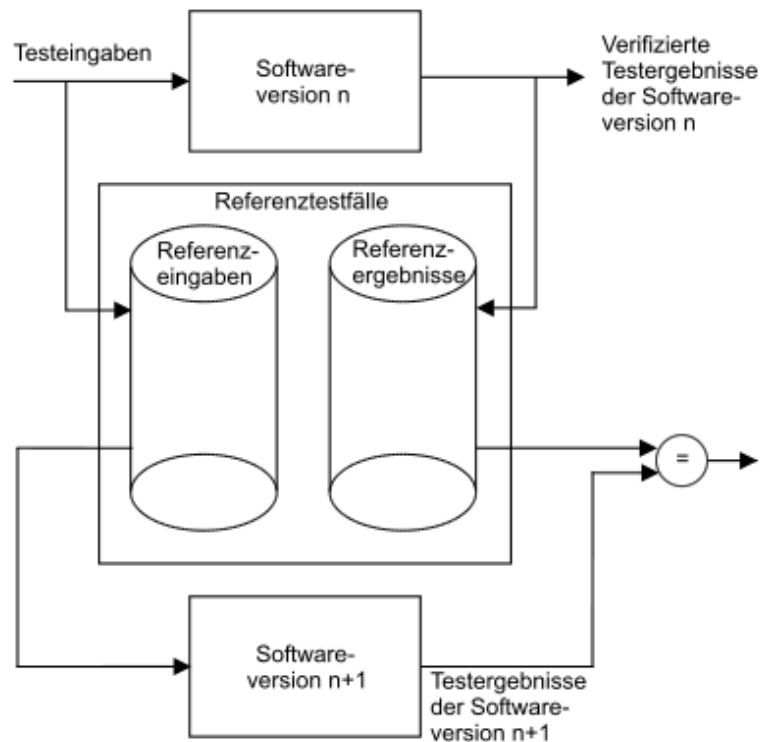 Testeingaben
Software-
version n
Verifizierte
Testergebnisse
der Software-
version n
Referenztestfälle
Referenz-
eingaben
Referenz-
ergebnisse
=
Software-
version n+1
Testergebnisse
der Software-
version n+1